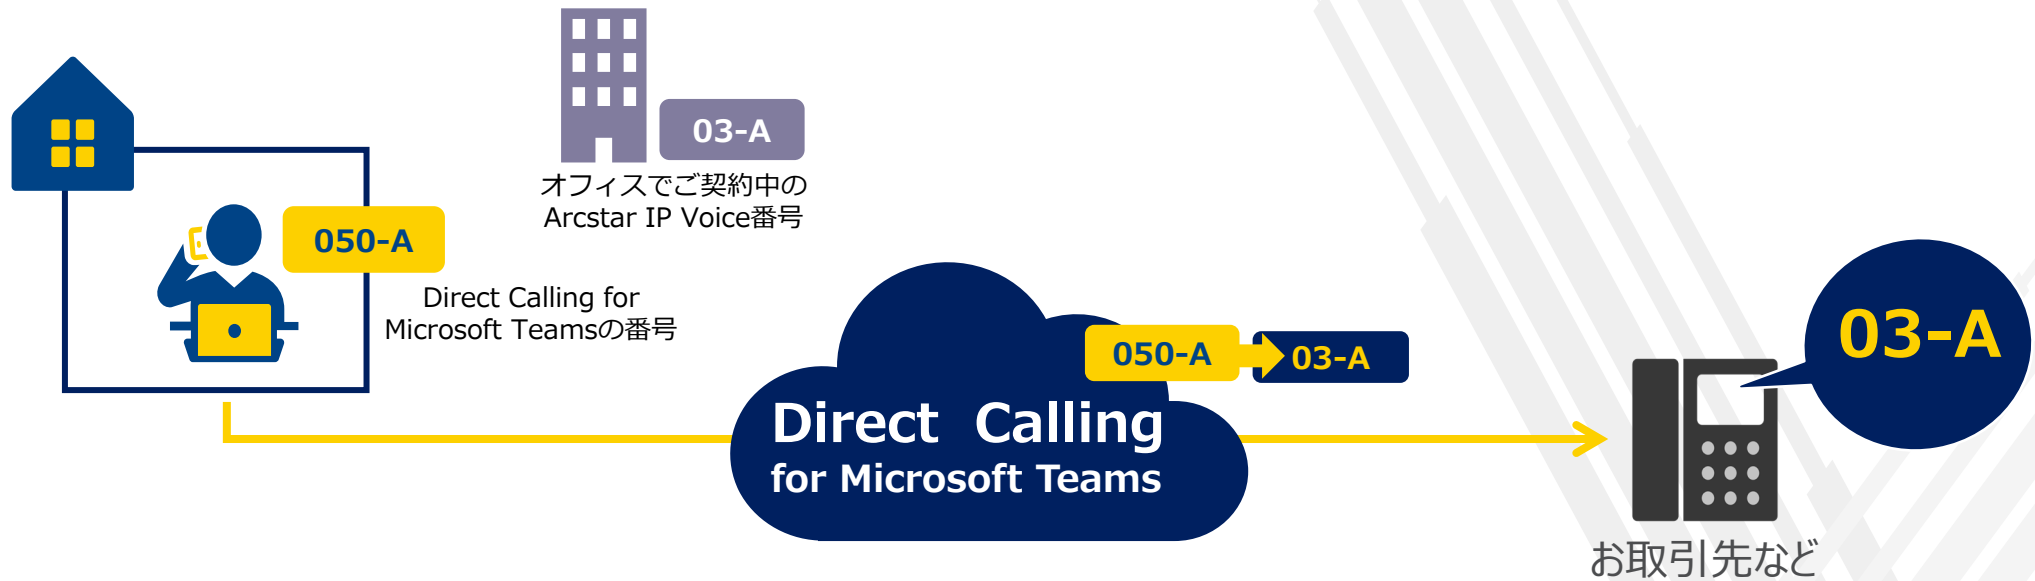 03-A
オフィスでご契約中の
Arcstar IP Voice番号
050-A
Direct Calling for
Microsoft Teamsの番号
050-A
03-A
Direct Calling
for Microsoft Teams
03-A
お取引先など